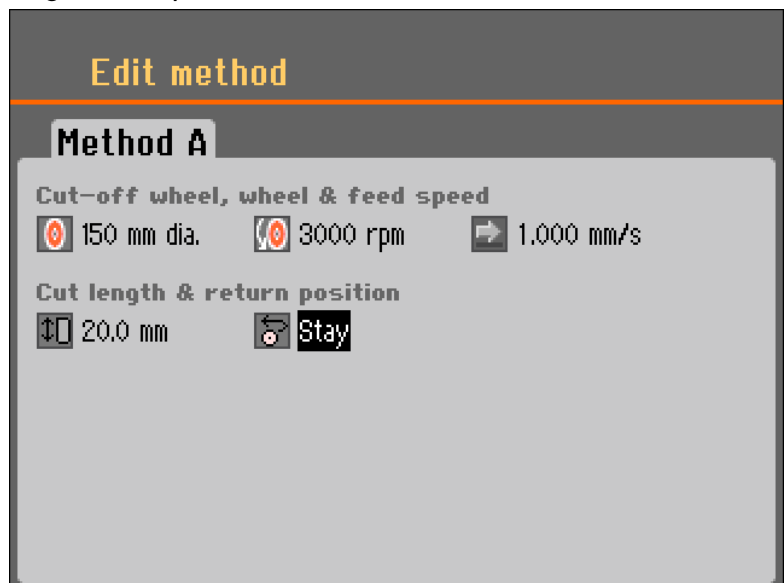 Edit method
Method A
Cut-off wheel, wheel & feed speed
150 mm dia. 3000 rpm 1.000 mm/s
Cut length & return position
20.0 mm Stay